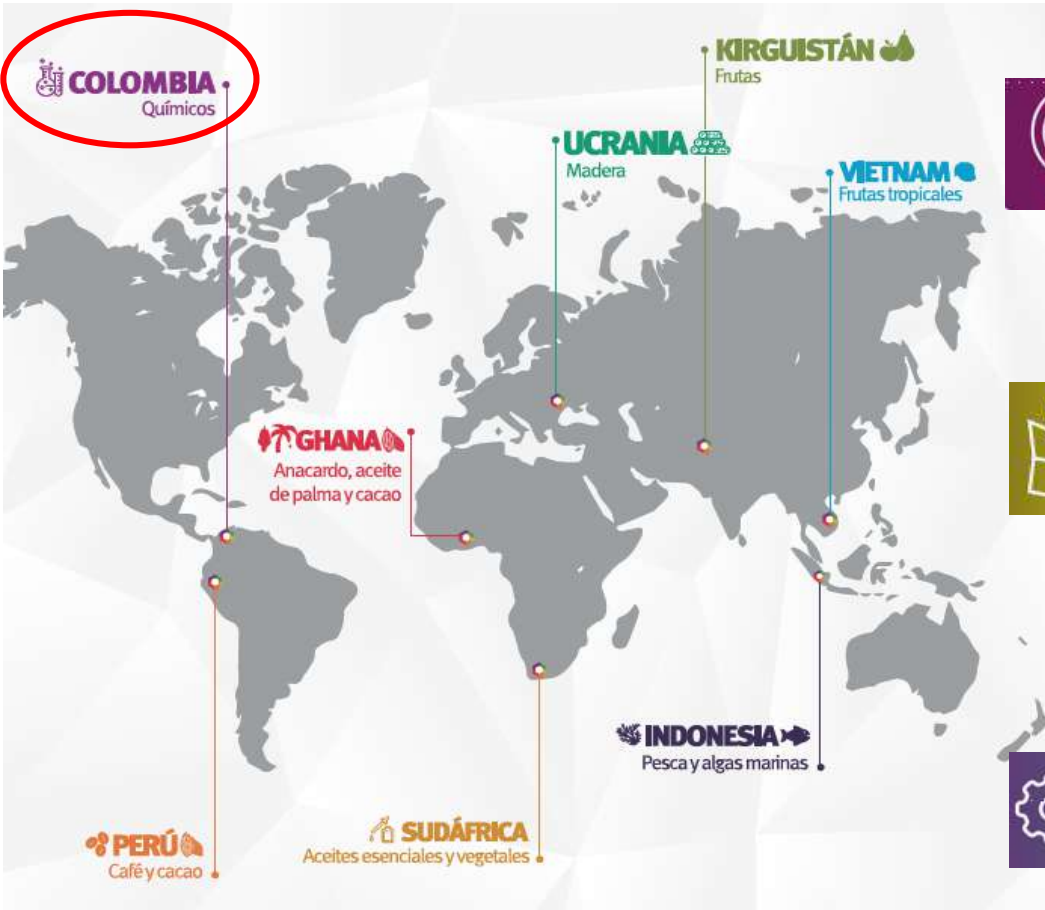 COLOMBIA
Químicos
KIRGUISTÁN
Frutas
UCRANIA
Madera
VIETNAM
Frutas tropicales
GHANA
Anacardo, aceite
de palma y cacao
INDONESIA
Pesca y algas marinas
SUDÁFRICA
Aceites esenciales y vegetales
PERÚ
Café y cacao